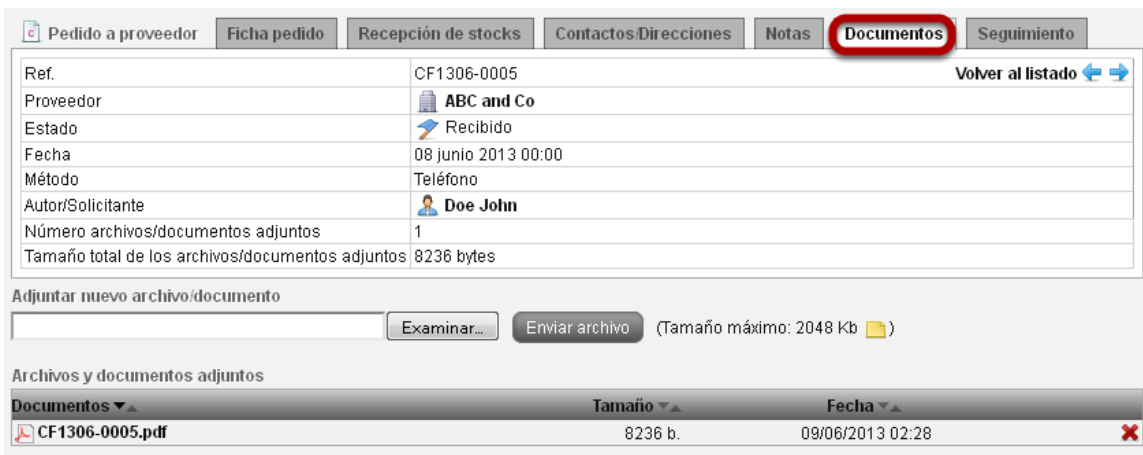 Pedido a proveedor Ficha pedido Recepción de stocks Contactos/Direcciones Notas Documentos Seguimiento
Ref. CF1306-0005 Volver al listado
Proveedor ABC and Co
Estado Recibido
Fecha 08 junio 2013 00:00
Método Teléfono
Autor/Solicitante Doe John
Número archivos/documentos adjuntos 1
Tamaño total de los archivos/documentos adjuntos 8236 bytes
Adjuntar nuevo archivo/documento
Examinar... Enviar archivo (Tamaño máximo: 2048 Kb )
Archivos y documentos adjuntos
Documentos Tamaño Fecha
CF1306-0005.pdf 8236 b. 09/06/2013 02:28